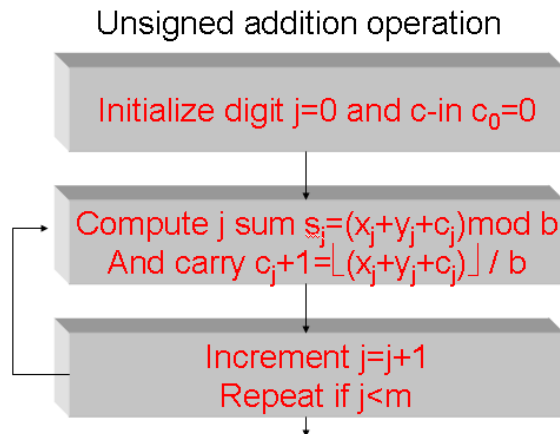 Unsigned addition operation
Initialize digit j=0 and c-in c₀=0
Compute j sum sⱼ=(xⱼ+yⱼ+cⱼ)mod b
And carry cⱼ+1=⌊(xⱼ+yⱼ+cⱼ)⌋ / b
Increment j=j+1
Repeat if j<m